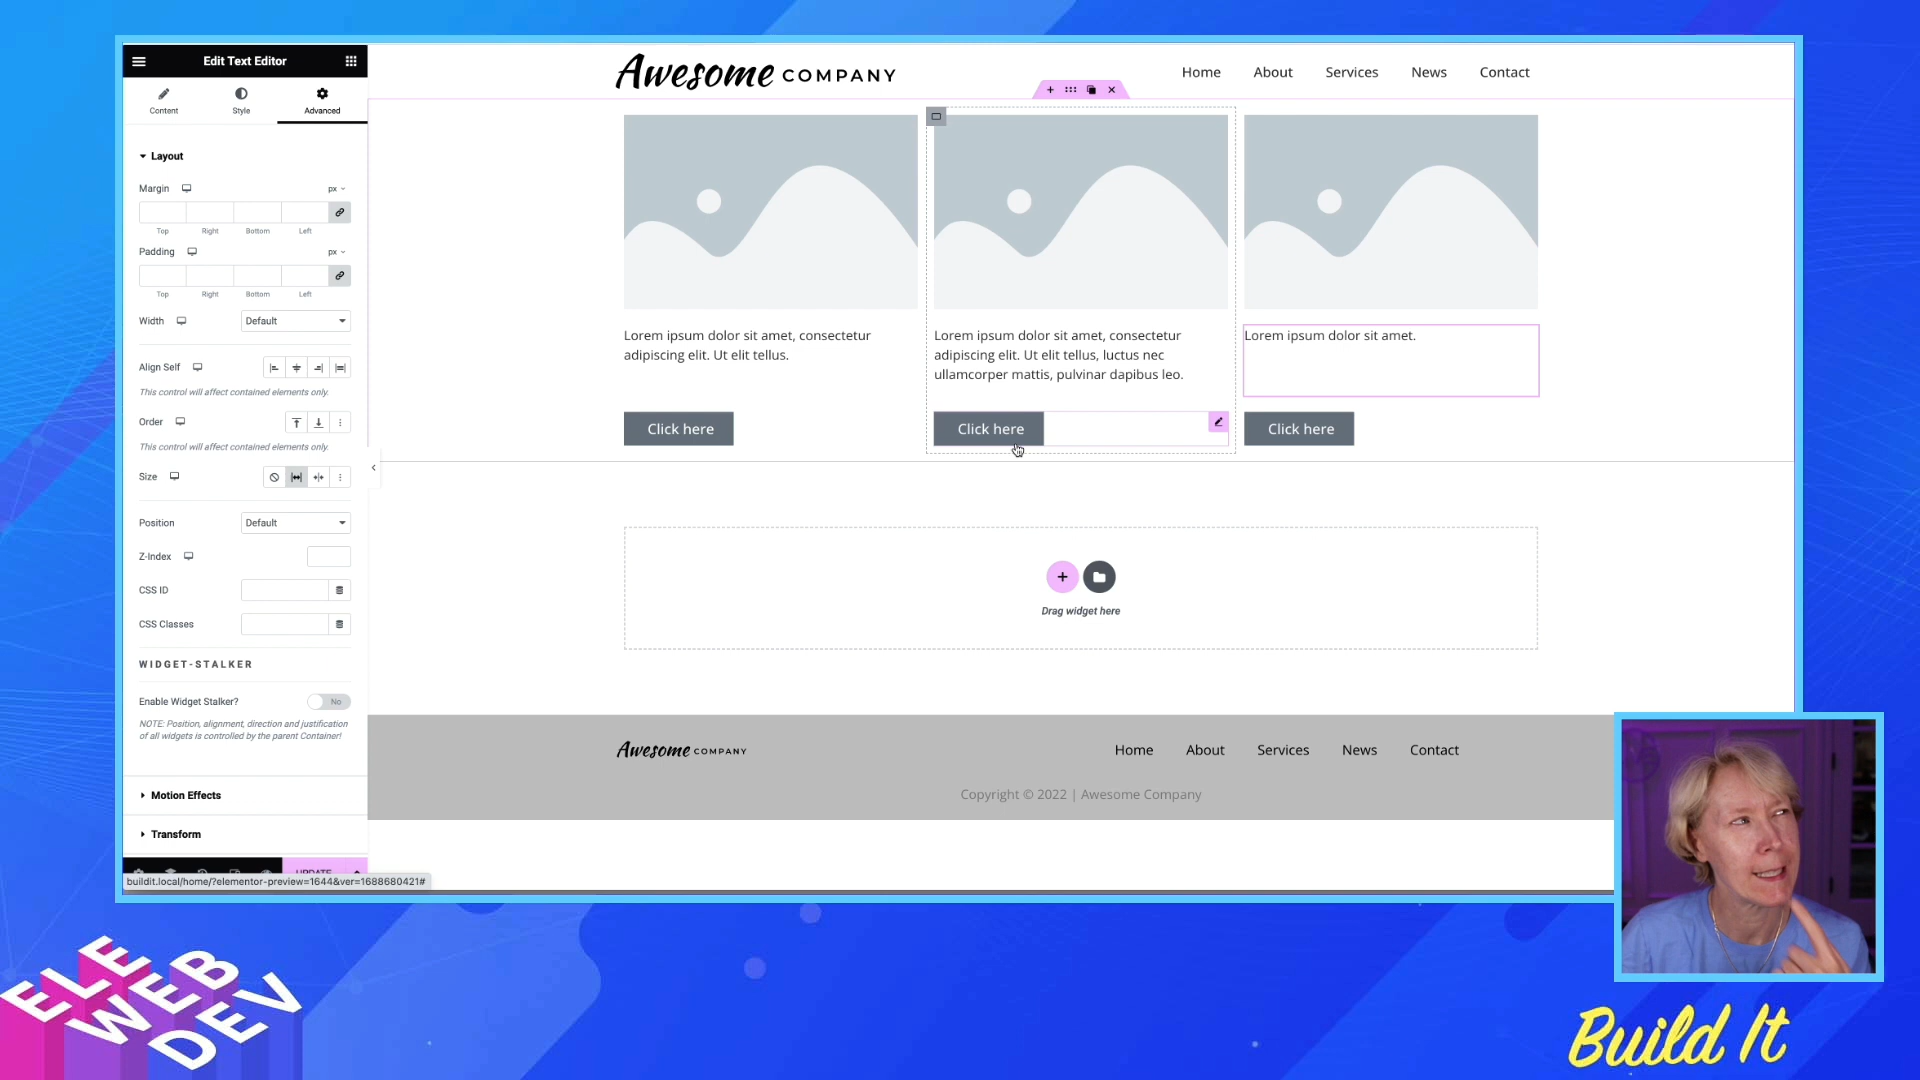 Edit Text Editor
Content
Style
Advanced
Layout
Margin
px
Top
Right
Bottom
Left
Padding
px
Top
Right
Bottom
Left
Width
Default
Align Self
This control will affect contained elements only.
Order
This control will affect contained elements only.
Size
Position
Default
Z-Index
CSS ID
CSS Classes
WIDGET-STALKER
Enable Widget Stalker?
No
NOTE: Position, alignment, direction and justification
of all widgets is controlled by the parent Container!
Motion Effects
Transform
UPDATE
buildit.local/home/?elementor-preview=1644&ver=1688680421#
Awesome COMPANY
Home
About
Services
News
Contact
Lorem ipsum dolor sit amet, consectetur
adipiscing elit. Ut elit tellus.
Click here
Lorem ipsum dolor sit amet, consectetur
adipiscing elit. Ut elit tellus, luctus nec
ullamcorper mattis, pulvinar dapibus leo.
Click here
Lorem ipsum dolor sit amet.
Click here
Drag widget here
Awesome COMPANY
Home
About
Services
News
Contact
Copyright © 2022 | Awesome Company
ELE
WEB
DEV
Build It